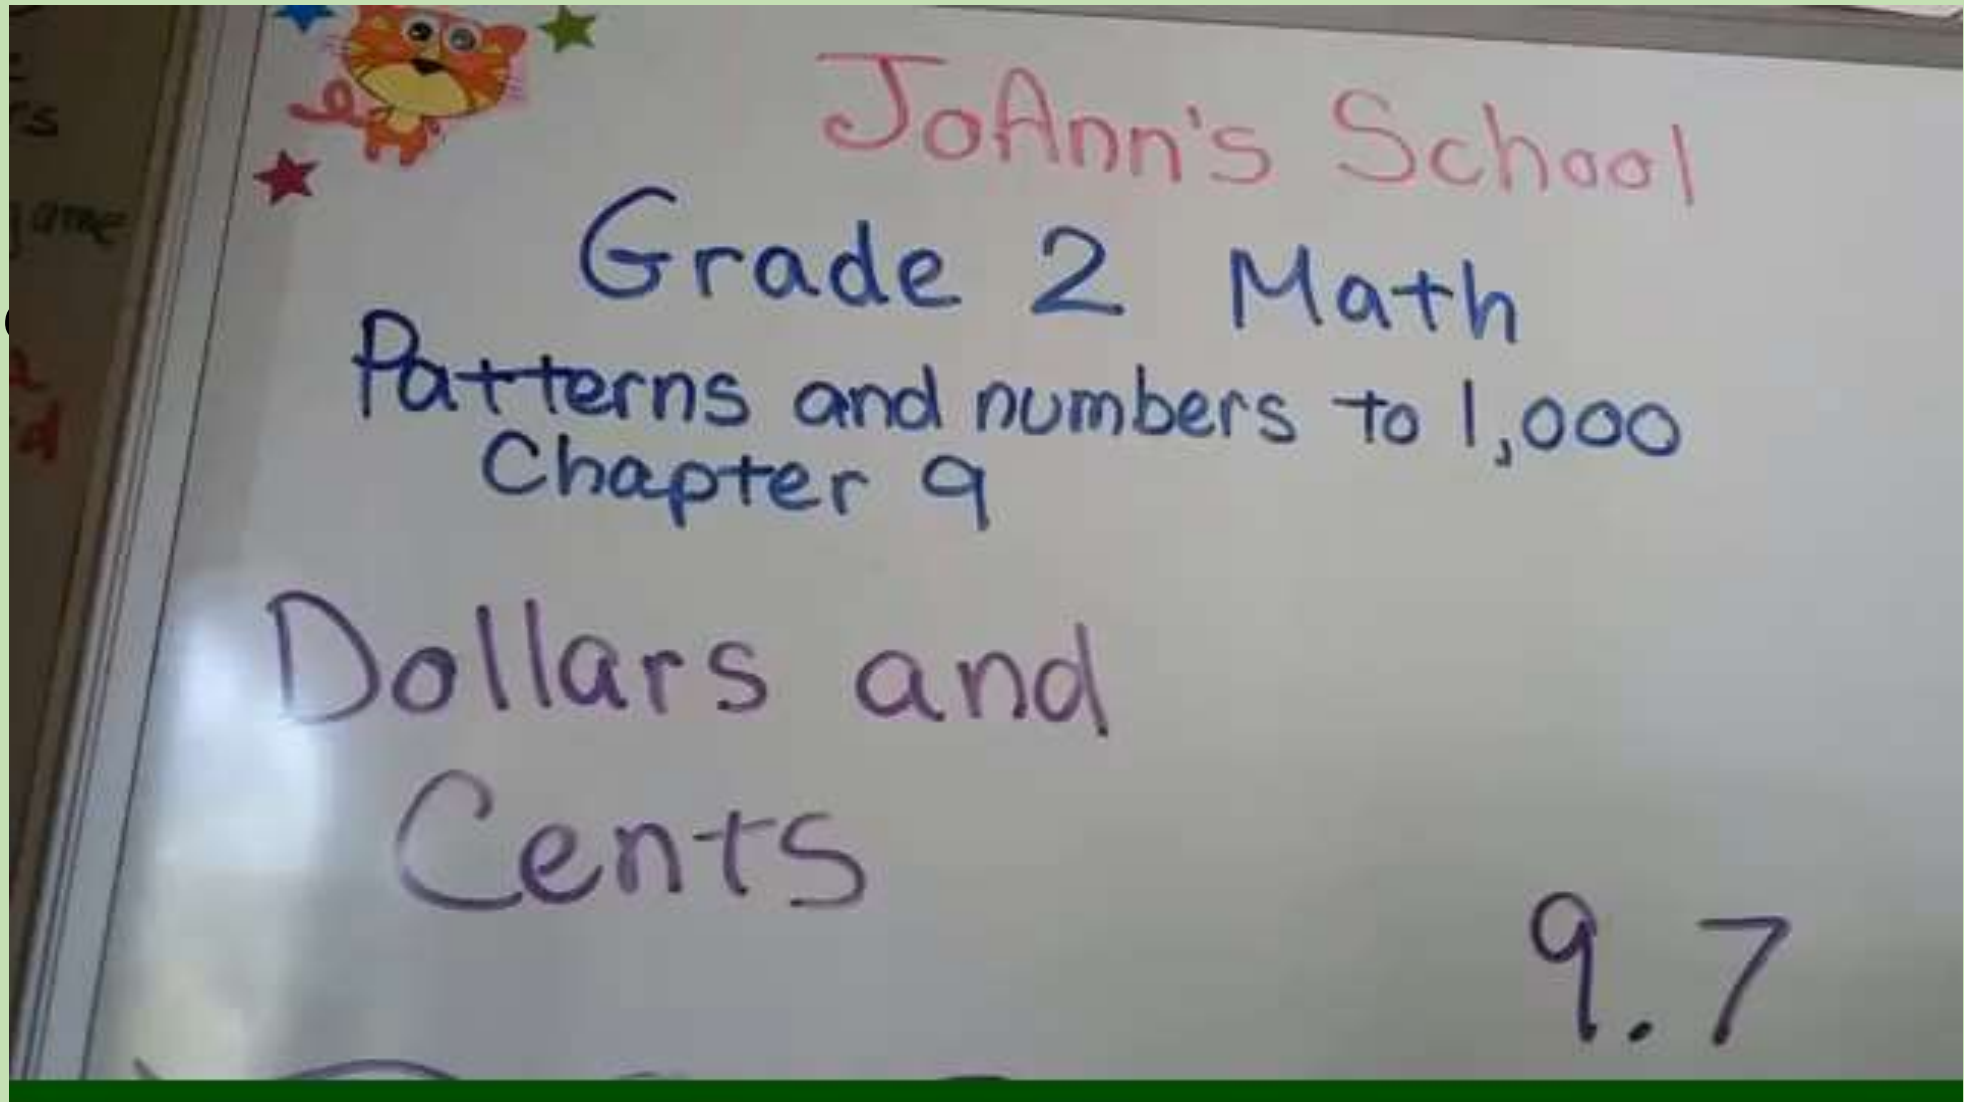 JoAnn's School
Grade 2 Math
Patterns and numbers to 1,000
Chapter 9
Dollars and
Cents
9.7